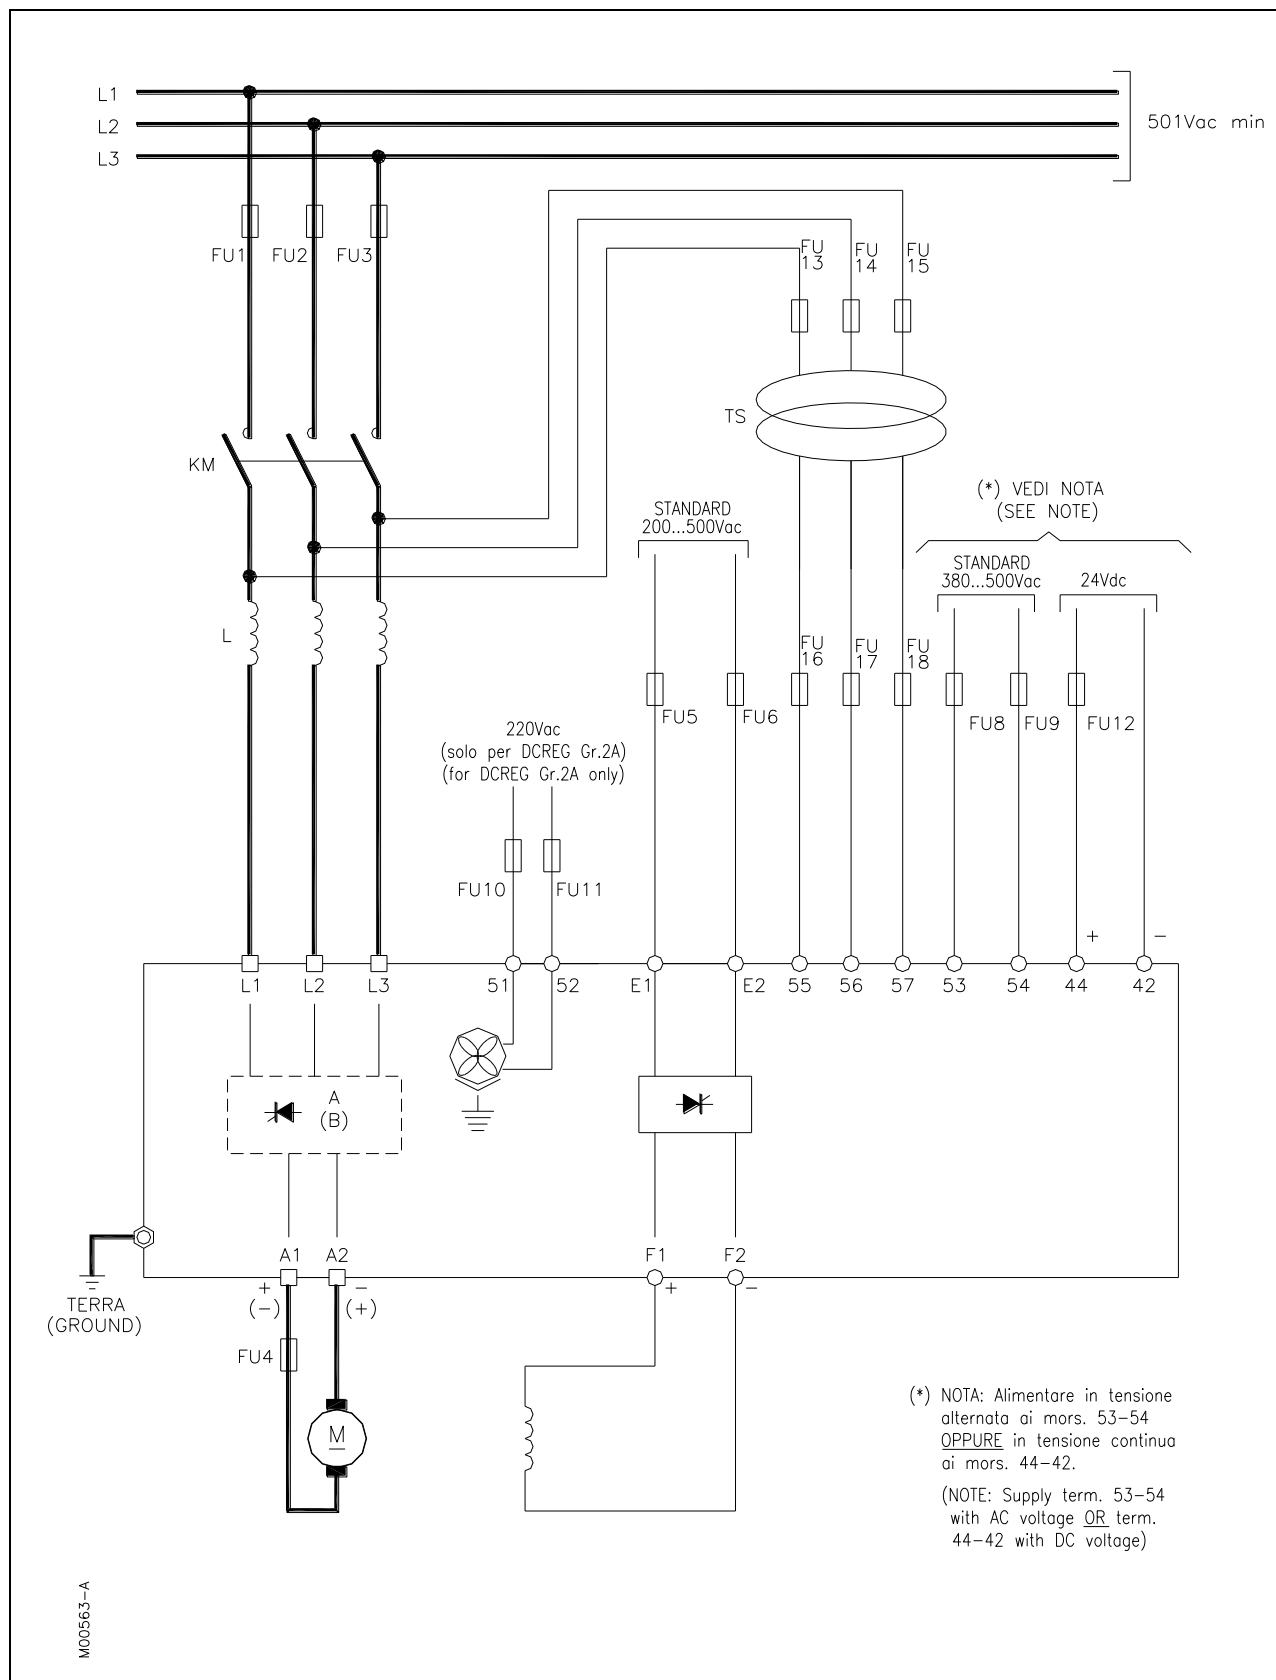 L1
L2
L3
501Vac min
FU1
FU2
FU3
FU
13
FU
14
FU
15
TS
KM
(*) VEDI NOTA
(SEE NOTE)
STANDARD
200...500Vac
STANDARD
380...500Vac
24Vdc
L
FU
16
FU
17
FU
18
FU5
FU6
FU8
FU9
FU12
220Vac
(solo per DCREG Gr.2A)
(for DCREG Gr.2A only)
FU10
FU11
+
−
L1
L2
L3
51
52
E1
E2
55
56
57
53
54
44
42
A
(B)
A1
A2
F1
F2
+
(−)
−
(+)
+
−
TERRA
(GROUND)
FU4
M
(*) NOTA: Alimentare in tensione
alternata ai mors. 53−54
OPPURE in tensione continua
ai mors. 44−42.
(NOTE: Supply term. 53−54
with AC voltage OR term.
44−42 with DC voltage)
M00563−A